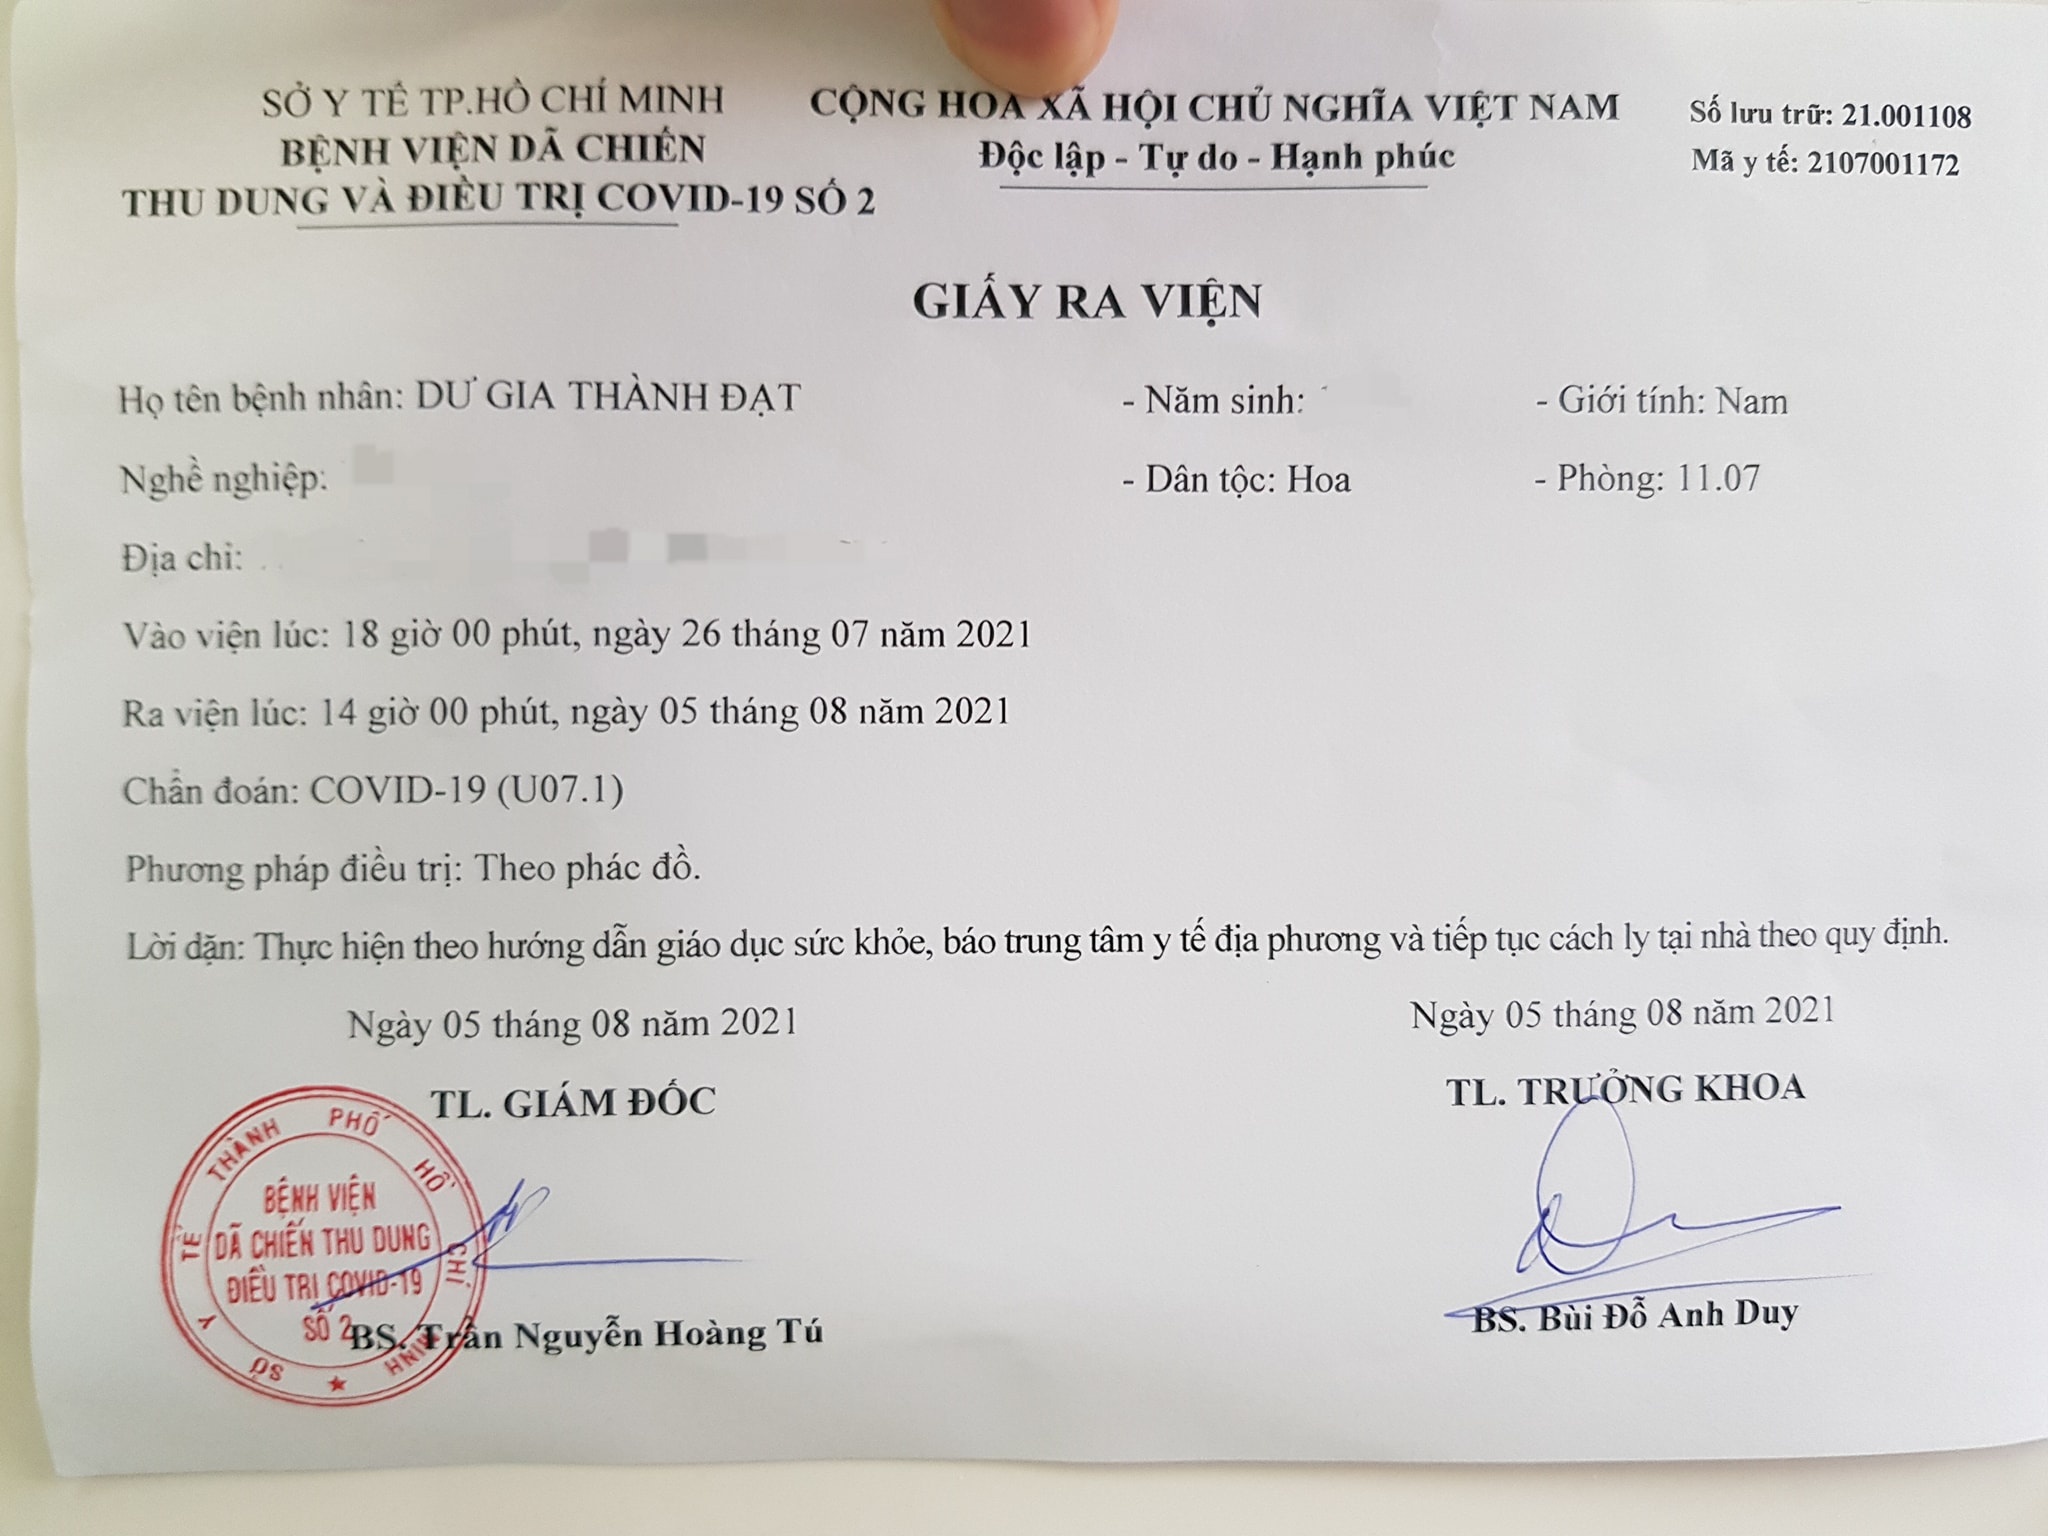 SỞ Y TẾ TP.HỒ CHÍ MINH
BỆNH VIỆN DÃ CHIẾN
THU DUNG VÀ ĐIỀU TRỊ COVID-19 SỐ 2
CỘNG HOÀ XÃ HỘI CHỦ NGHĨA VIỆT NAM
Độc lập - Tự do - Hạnh phúc
Số lưu trữ: 21.001108
Mã y tế: 2107001172
GIẤY RA VIỆN
Họ tên bệnh nhân: DƯ GIA THÀNH ĐẠT - Năm sinh: - Giới tính: Nam
Nghề nghiệp: - Dân tộc: Hoa - Phòng: 11.07
Địa chỉ:
Vào viện lúc: 18 giờ 00 phút, ngày 26 tháng 07 năm 2021
Ra viện lúc: 14 giờ 00 phút, ngày 05 tháng 08 năm 2021
Chẩn đoán: COVID-19 (U07.1)
Phương pháp điều trị: Theo phác đồ.
Lời dặn: Thực hiện theo hướng dẫn giáo dục sức khỏe, báo trung tâm y tế địa phương và tiếp tục cách ly tại nhà theo quy định.
Ngày 05 tháng 08 năm 2021
TL. GIÁM ĐỐC
SỞ Y TẾ THÀNH PHỐ HỒ CHÍ MINH
BỆNH VIỆN
DÃ CHIẾN THU DUNG
ĐIỀU TRỊ COVID-19
SỐ 2
BS. Trần Nguyễn Hoàng Tú
Ngày 05 tháng 08 năm 2021
TL. TRƯỞNG KHOA
BS. Bùi Đỗ Anh Duy